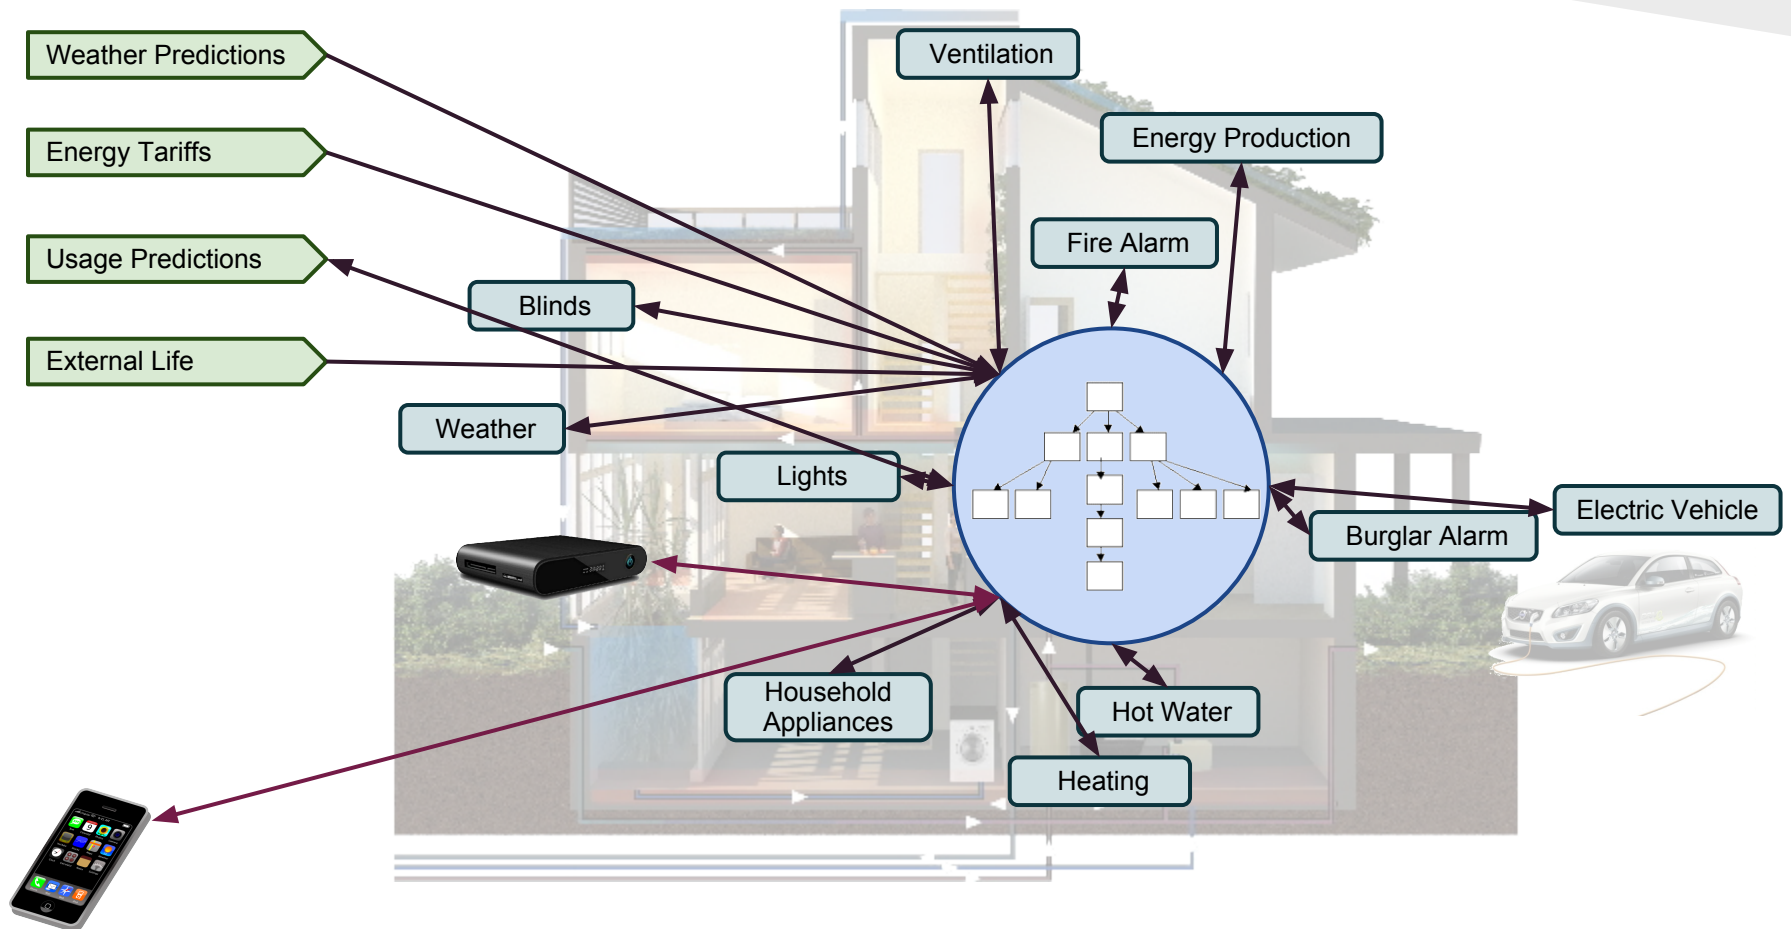 Weather Predictions
Ventilation
Energy Production
Energy Tariffs
Fire Alarm
Usage Predictions
Blinds
External Life
Weather
Lights
Electric Vehicle
Burglar Alarm
Household
Appliances
Hot Water
Heating